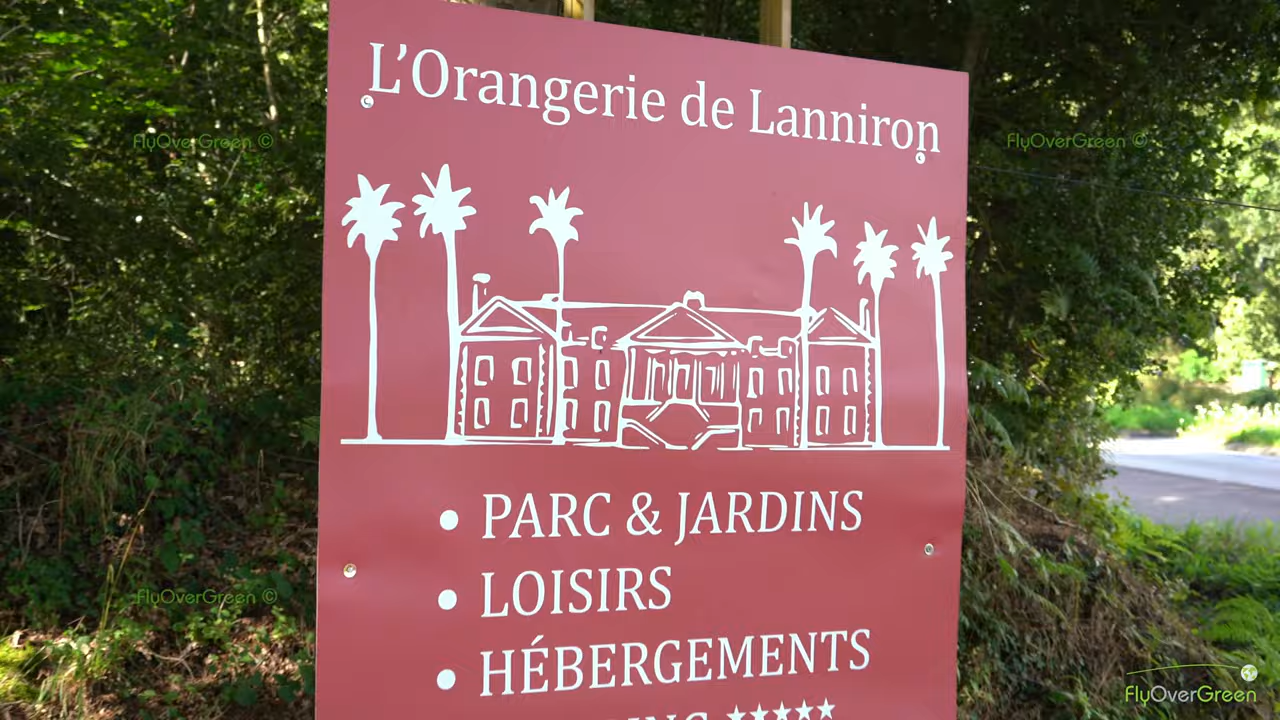 L'Orangerie de Lanniron
FlyOverGreen © FlyOverGreen ©
• PARC & JARDINS
• LOISIRS
FlyOverGreen ©
• HÉBERGEMENTS
★★★★★
FlyOverGreen